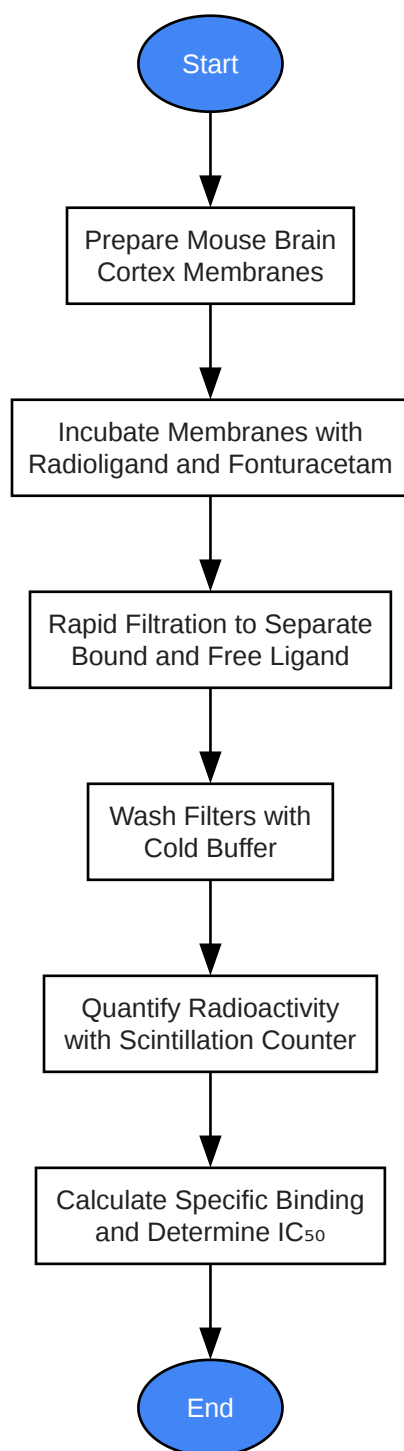 Start
Prepare Mouse Brain
Cortex Membranes
Incubate Membranes with
Radioligand and Fonturacetam
Rapid Filtration to Separate
Bound and Free Ligand
Wash Filters with
Cold Buffer
Quantify Radioactivity
with Scintillation Counter
Calculate Specific Binding
and Determine IC₅₀
End